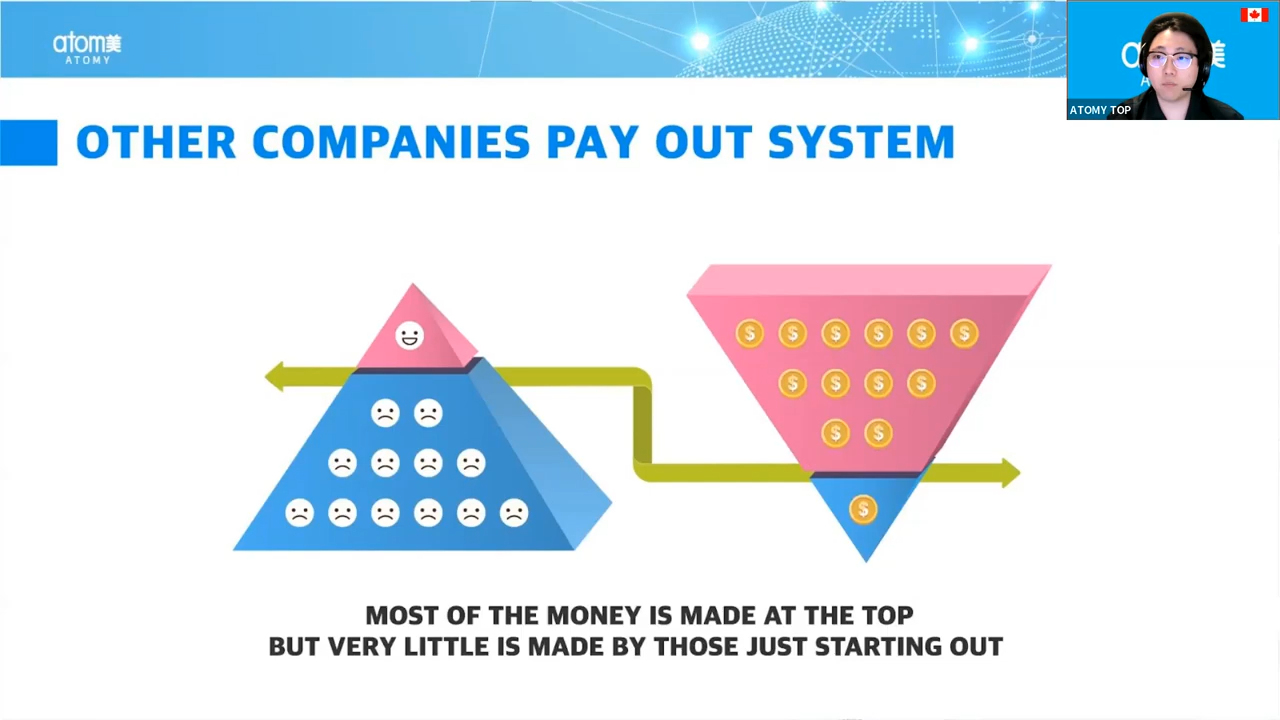 atom美
ATOMY
ATOMY TOP
OTHER COMPANIES PAY OUT SYSTEM
$ $ $ $ $ $
$ $ $ $
$ $
$
MOST OF THE MONEY IS MADE AT THE TOP
BUT VERY LITTLE IS MADE BY THOSE JUST STARTING OUT